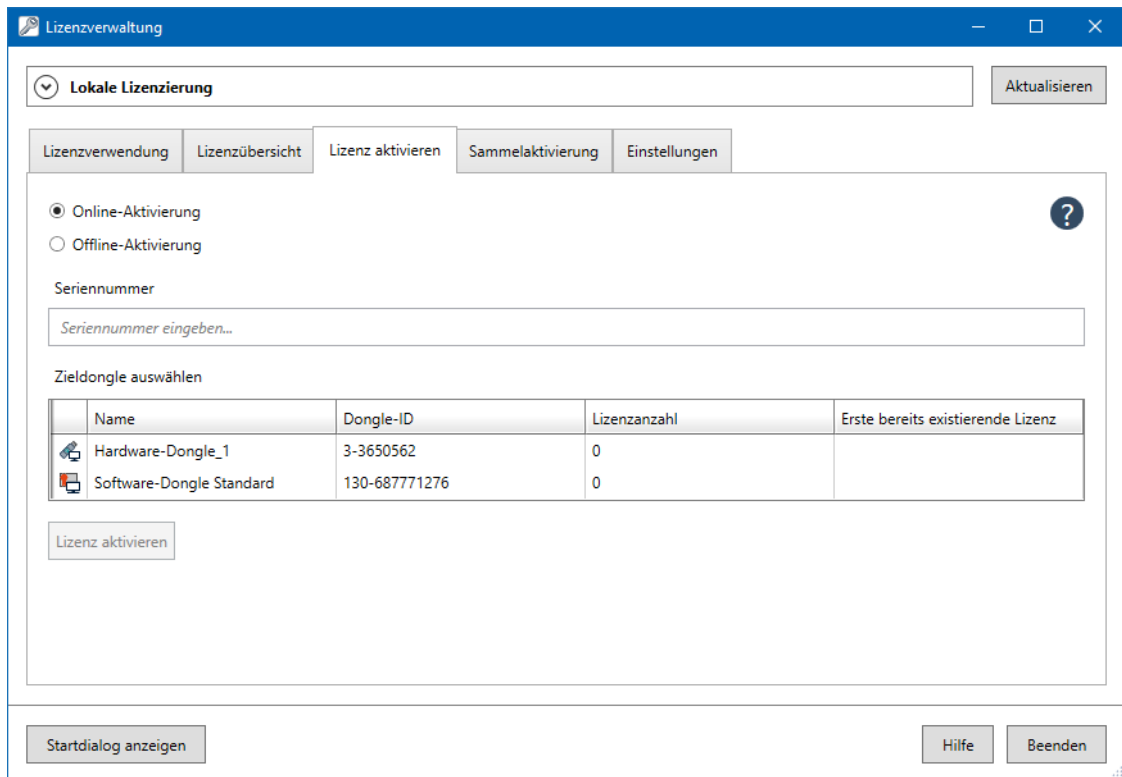 Lizenzverwaltung
Lokale Lizenzierung
Aktualisieren
Lizenzverwendung Lizenzübersicht Lizenz aktivieren Sammelaktivierung Einstellungen
Online-Aktivierung
?
Offline-Aktivierung
Seriennummer
Seriennummer eingeben...
Zieldongle auswählen
Name Dongle-ID Lizenzanzahl Erste bereits existierende Lizenz
Hardware-Dongle_1 3-3650562 0
Software-Dongle Standard 130-687771276 0
Lizenz aktivieren
Startdialog anzeigen Hilfe Beenden